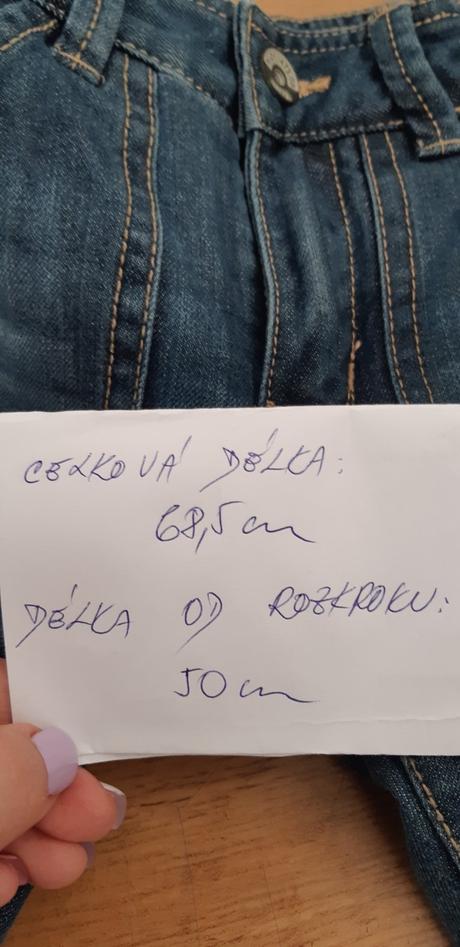 CELKOVÁ DÉLKA:
68,5 cm
DÉLKA OD ROZKROKU:
50 cm